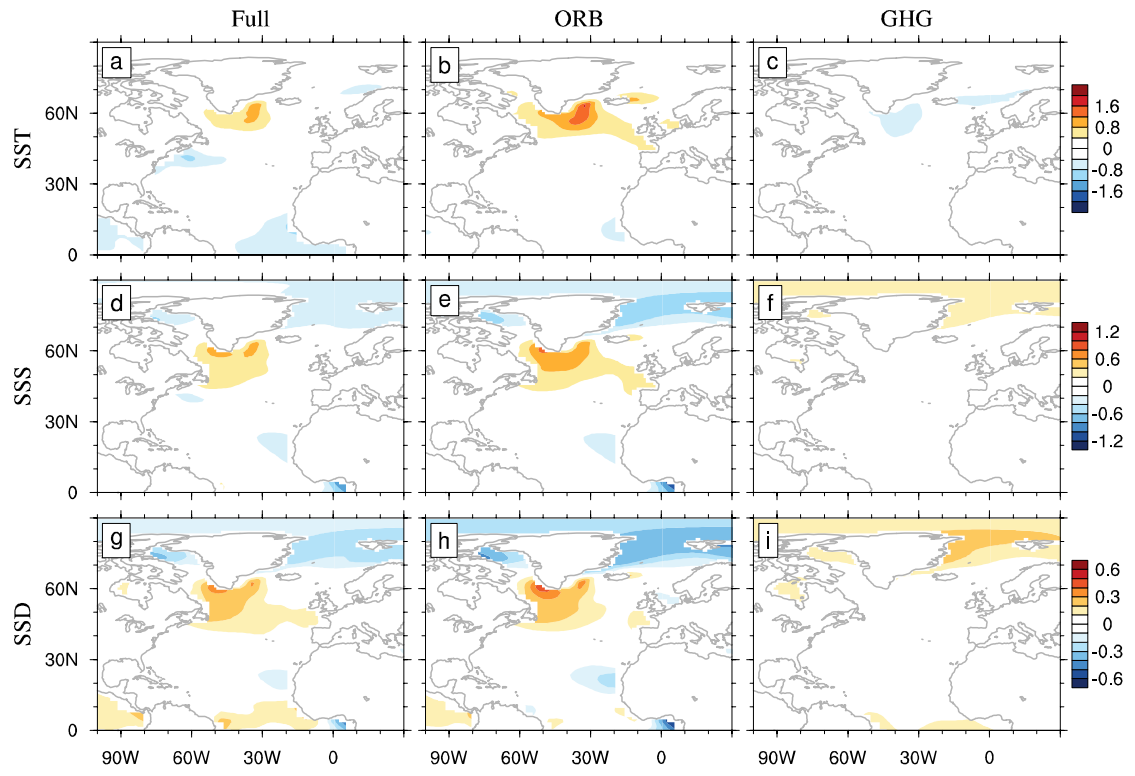 Full ORB GHG
SST
a b c
60N
30N
0
1.6
0.8
0
-0.8
-1.6
SSS
d e f
60N
30N
0
1.2
0.6
0
-0.6
-1.2
SSD
g h i
60N
30N
0
0.6
0.3
0
-0.3
-0.6
90W 60W 30W 0 90W 60W 30W 0 90W 60W 30W 0